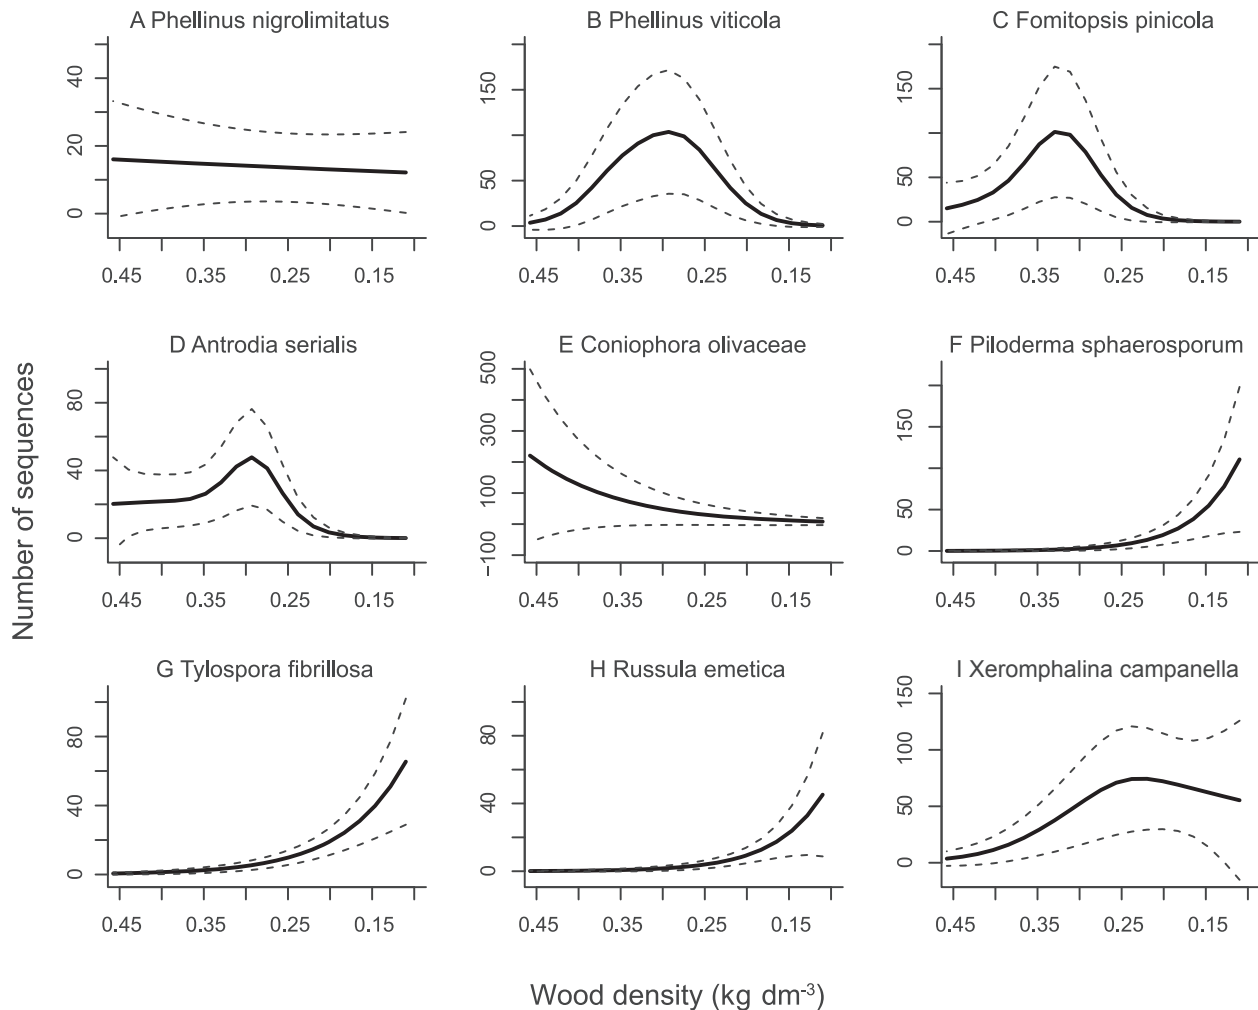 A Phellinus nigrolimitatus
B Phellinus viticola
C Fomitopsis pinicola
0 20 40
0.45 0.35 0.25 0.15
0 50 150
0.45 0.35 0.25 0.15
0 50 150
0.45 0.35 0.25 0.15
Number of sequences
D Antrodia serialis
E Coniophora olivaceae
F Piloderma sphaerosporum
0 40 80
0.45 0.35 0.25 0.15
−100 100 300 500
0.45 0.35 0.25 0.15
0 50 150
0.45 0.35 0.25 0.15
G Tylospora fibrillosa
H Russula emetica
I Xeromphalina campanella
0 40 80
0.45 0.35 0.25 0.15
0 40 80
0.45 0.35 0.25 0.15
0 50 100 150
0.45 0.35 0.25 0.15
Wood density (kg dm⁻³)